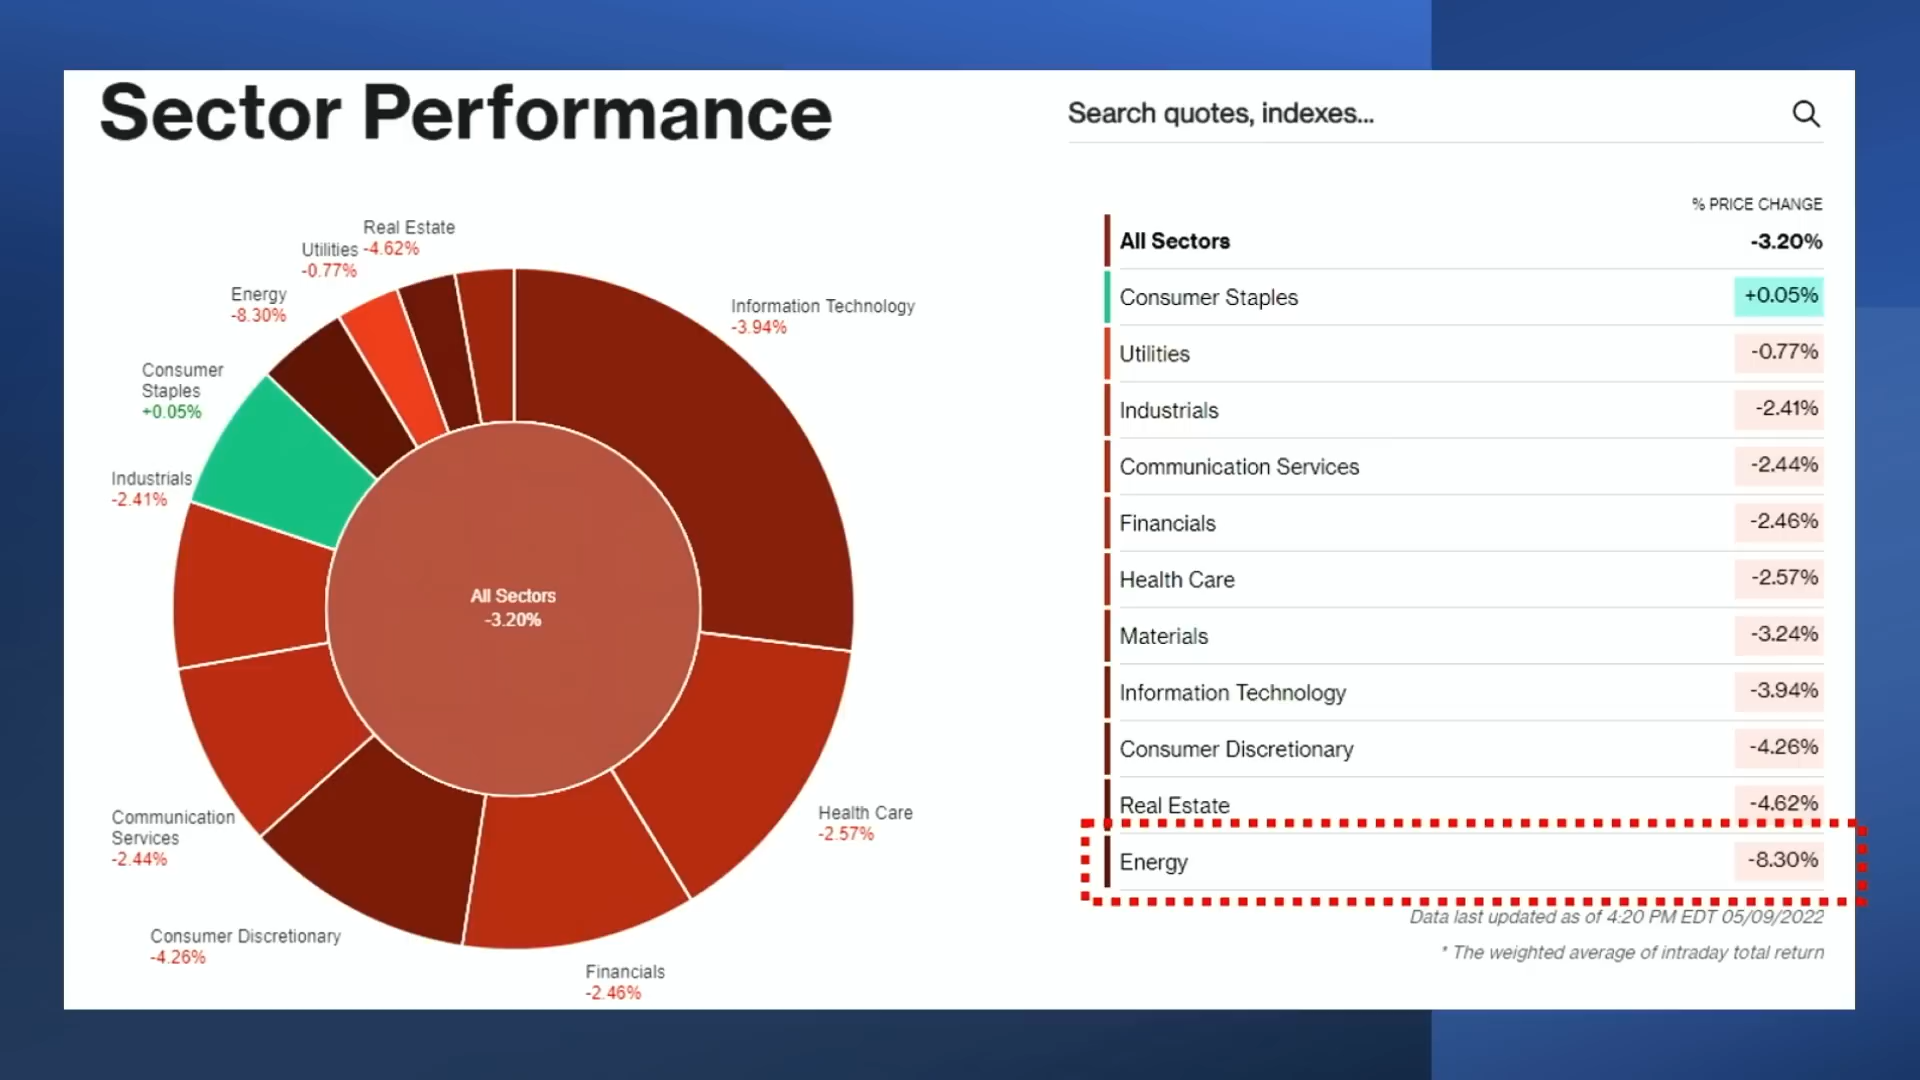 Sector Performance
Search quotes, indexes...
Real Estate
-4.62%
Utilities
-0.77%
Energy
-8.30%
Information Technology
-3.94%
Consumer
Staples
+0.05%
Industrials
-2.41%
All Sectors
-3.20%
Communication
Services
-2.44%
Health Care
-2.57%
Consumer Discretionary
-4.26%
Financials
-2.46%
% PRICE CHANGE
All Sectors -3.20%
Consumer Staples +0.05%
Utilities -0.77%
Industrials -2.41%
Communication Services -2.44%
Financials -2.46%
Health Care -2.57%
Materials -3.24%
Information Technology -3.94%
Consumer Discretionary -4.26%
Real Estate -4.62%
Energy -8.30%
Data last updated as of 4:20 PM EDT 05/09/2022
* The weighted average of intraday total return